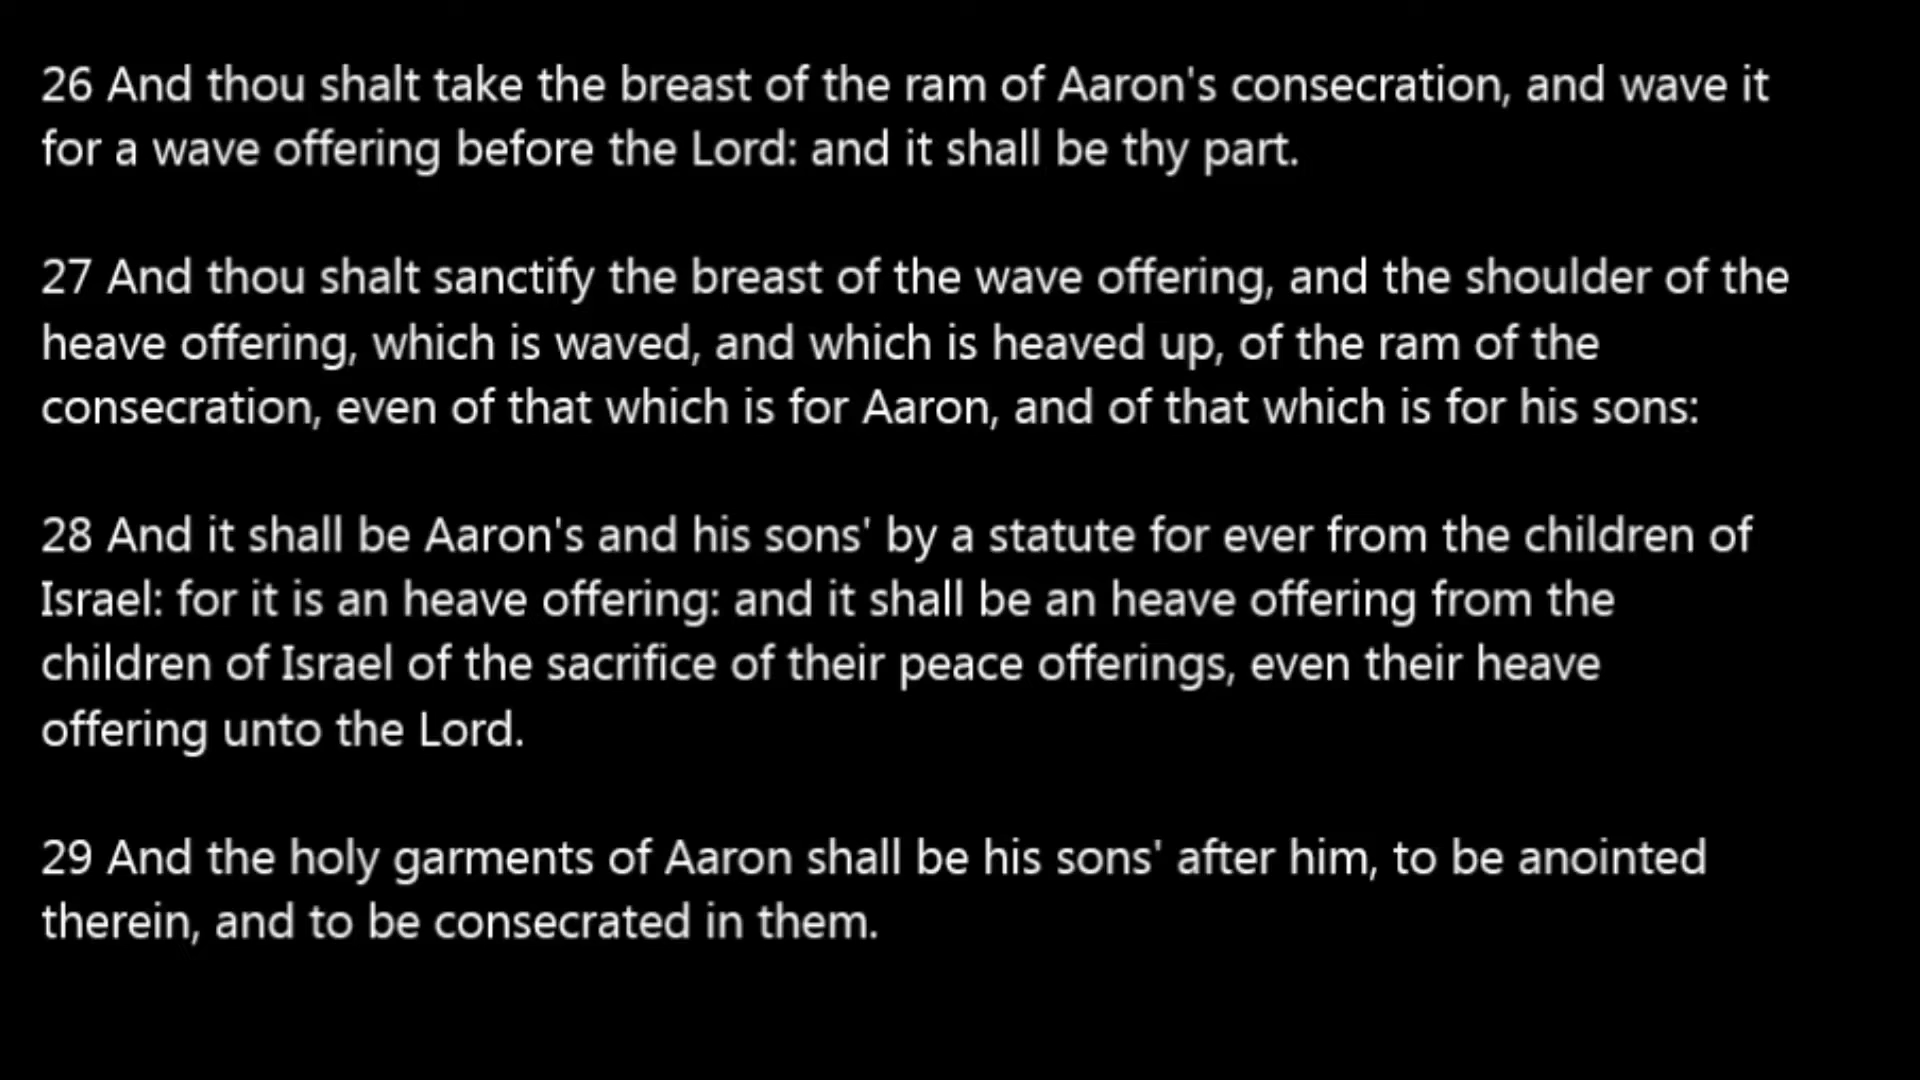 26 And thou shalt take the breast of the ram of Aaron's consecration, and wave it
for a wave offering before the Lord: and it shall be thy part.
27 And thou shalt sanctify the breast of the wave offering, and the shoulder of the
heave offering, which is waved, and which is heaved up, of the ram of the
consecration, even of that which is for Aaron, and of that which is for his sons:
28 And it shall be Aaron's and his sons' by a statute for ever from the children of
Israel: for it is an heave offering: and it shall be an heave offering from the
children of Israel of the sacrifice of their peace offerings, even their heave
offering unto the Lord.
29 And the holy garments of Aaron shall be his sons' after him, to be anointed
therein, and to be consecrated in them.